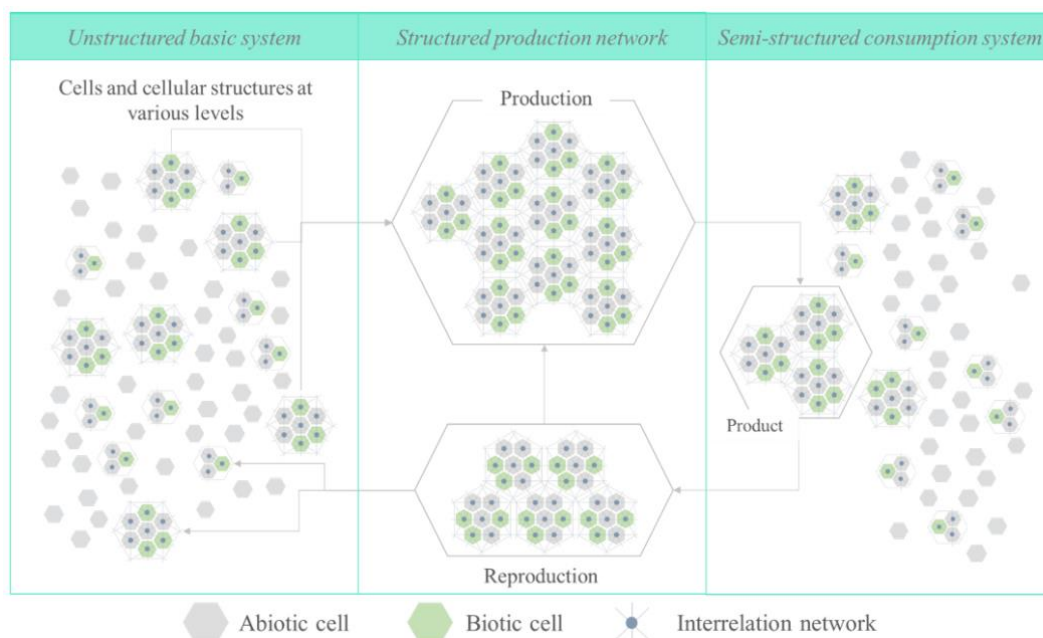 Unstructured basic system
Structured production network
Semi-structured consumption system
Cells and cellular structures at
various levels
Production
Product
Reproduction
Abiotic cell
Biotic cell
Interrelation network